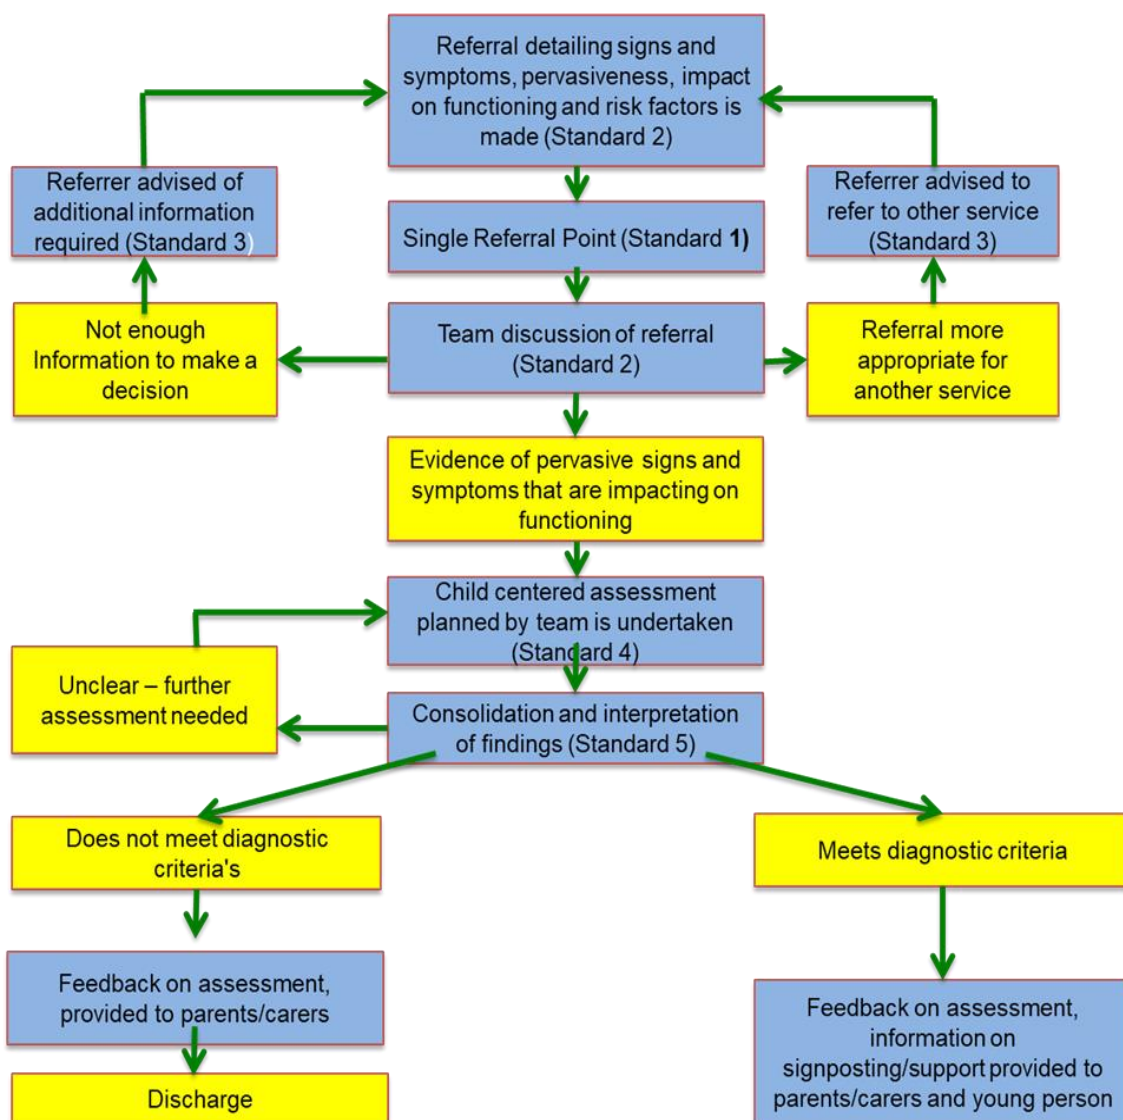 Referral detailing signs and
symptoms, pervasiveness, impact
on functioning and risk factors is
made (Standard 2)
Referrer advised of
additional information
required (Standard 3)
Referrer advised to
refer to other service
(Standard 3)
Single Referral Point (Standard 1)
Not enough
Information to make a
decision
Team discussion of referral
(Standard 2)
Referral more
appropriate for
another service
Evidence of pervasive signs and
symptoms that are impacting on
functioning
Child centered assessment
planned by team is undertaken
(Standard 4)
Unclear – further
assessment needed
Consolidation and interpretation
of findings (Standard 5)
Does not meet diagnostic
criteria's
Meets diagnostic criteria
Feedback on assessment,
provided to parents/carers
Feedback on assessment,
information on
signposting/support provided to
parents/carers and young person
Discharge